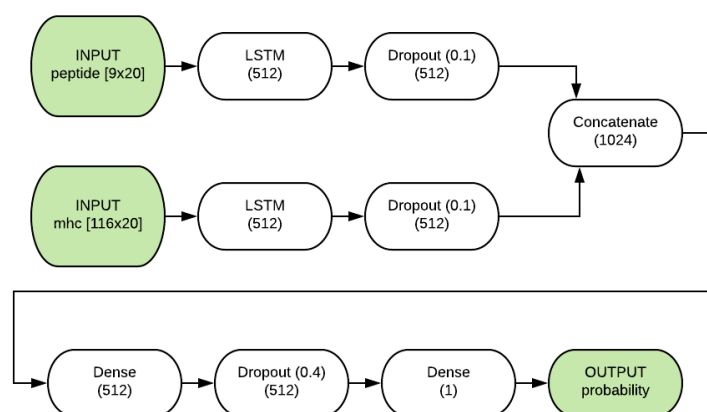 INPUT
peptide [9x20]
LSTM
(512)
Dropout (0.1)
(512)
Concatenate
(1024)
INPUT
mhc [116x20]
LSTM
(512)
Dropout (0.1)
(512)
Dense
(512)
Dropout (0.4)
(512)
Dense
(1)
OUTPUT
probability